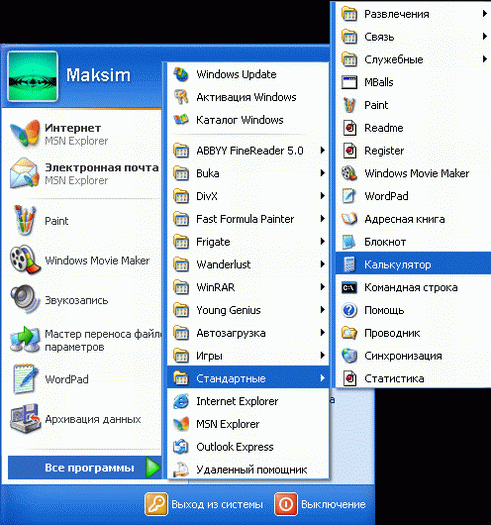 Maksim
Интернет
MSN Explorer
Электронная почта
MSN Explorer
Paint
Windows Movie Maker
Звукозапись
Мастер переноса файло
параметров
WordPad
Архивация данных
Все программы
Выход из системы
Выключение
Windows Update
Активация Windows
Каталог Windows
ABBYY FineReader 5.0
Buka
DivX
Fast Formula Painter
Frigate
Wanderlust
WinRAR
Young Genius
Автозагрузка
Игры
Стандартные
Internet Explorer
MSN Explorer
Outlook Express
Удаленный помощник
Развлечения
Связь
Служебные
MBalls
Paint
Readme
Register
Windows Movie Maker
WordPad
Адресная книга
Блокнот
Калькулятор
C:\
Командная строка
Помощь
Проводник
Синхронизация
Статистика